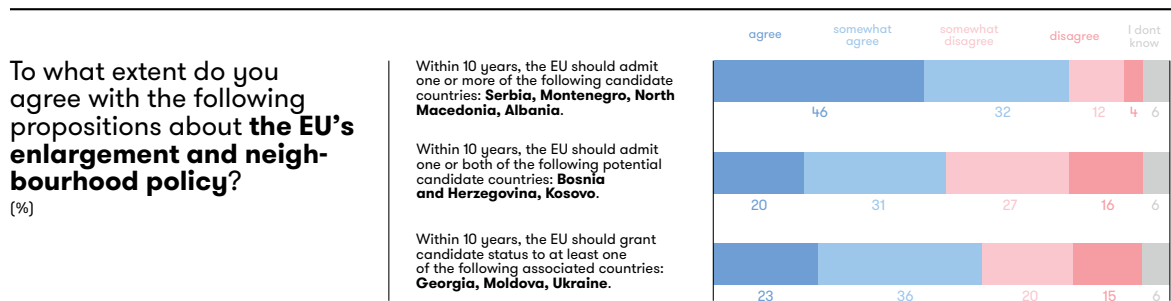 agree
somewhat
agree
somewhat
disagree
disagree
I dont
know
To what extent do you
agree with the following
propositions about the EU's
enlargement and neigh-
bourhood policy?
(%)
Within 10 years, the EU should admit
one or more of the following candidate
countries: Serbia, Montenegro, North
Macedonia, Albania.
46 32 12 4 6
Within 10 years, the EU should admit
one or both of the following potential
candidate countries: Bosnia
and Herzegovina, Kosovo.
20 31 27 16 6
Within 10 years, the EU should grant
candidate status to at least one
of the following associated countries:
Georgia, Moldova, Ukraine.
23 36 20 15 6